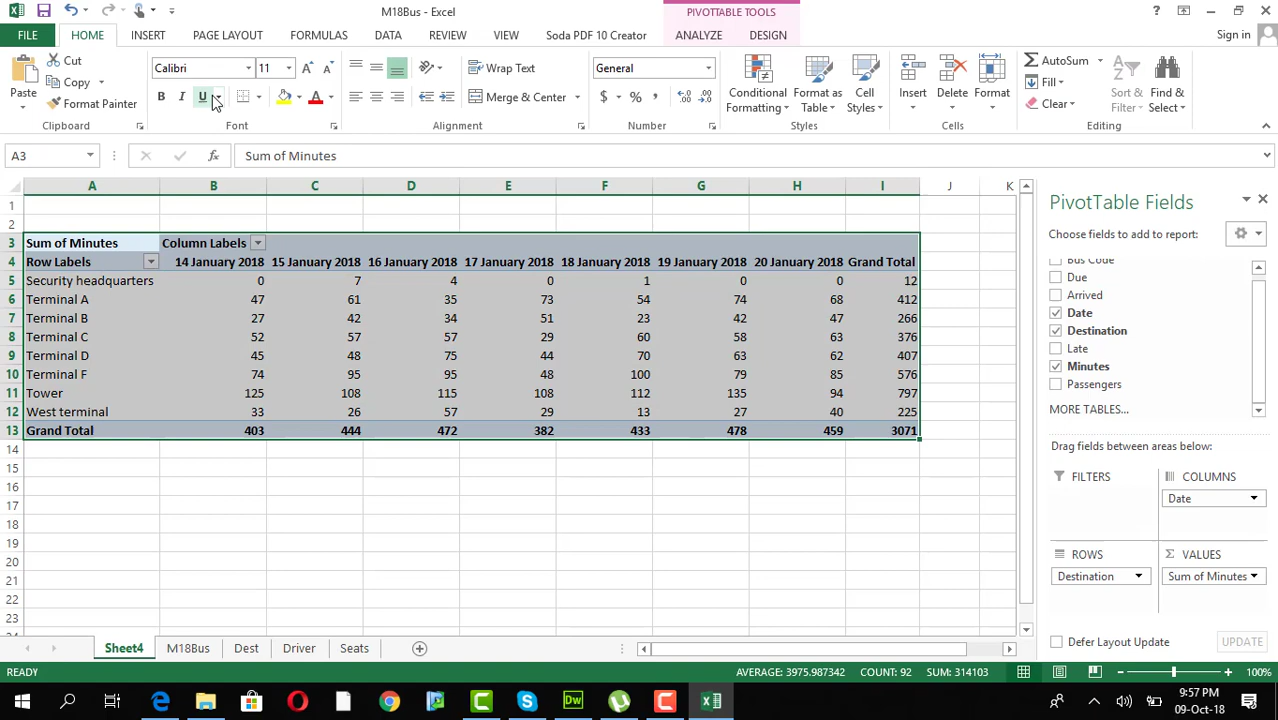 M18Bus - Excel
PIVOTTABLE TOOLS
?
FILE HOME INSERT PAGE LAYOUT FORMULAS DATA REVIEW VIEW Soda PDF 10 Creator ANALYZE DESIGN Sign in
Paste
Cut
Copy
Format Painter
Clipboard
Calibri 11
B I U
Font
Wrap Text
Merge & Center
Alignment
General
$ % ,
Number
Conditional Formatting
Format as Table
Cell Styles
Styles
Insert Delete Format
Cells
AutoSum
Fill
Clear
Sort & Filter
Find & Select
Editing
A3 fx Sum of Minutes
A B C D E F G H I J K
1
2
3 Sum of Minutes Column Labels
4 Row Labels 14 January 2018 15 January 2018 16 January 2018 17 January 2018 18 January 2018 19 January 2018 20 January 2018 Grand Total
5 Security headquarters 0 7 4 0 1 0 0 12
6 Terminal A 47 61 35 73 54 74 68 412
7 Terminal B 27 42 34 51 23 42 47 266
8 Terminal C 52 57 57 29 60 58 63 376
9 Terminal D 45 48 75 44 70 63 62 407
10 Terminal F 74 95 95 48 100 79 85 576
11 Tower 125 108 115 108 112 135 94 797
12 West terminal 33 26 57 29 13 27 40 225
13 Grand Total 403 444 472 382 433 478 459 3071
14
15
16
17
18
19
20
21
22
23
PivotTable Fields
Choose fields to add to report:
Bus Code
Due
Arrived
Date
Destination
Late
Minutes
Passengers
MORE TABLES...
Drag fields between areas below:
FILTERS COLUMNS
Date
ROWS Σ VALUES
Destination Sum of Minutes
Defer Layout Update UPDATE
Sheet4 M18Bus Dest Driver Seats
READY AVERAGE: 3975.987342 COUNT: 92 SUM: 314103 100%
Dw
9:57 PM
09-Oct-18